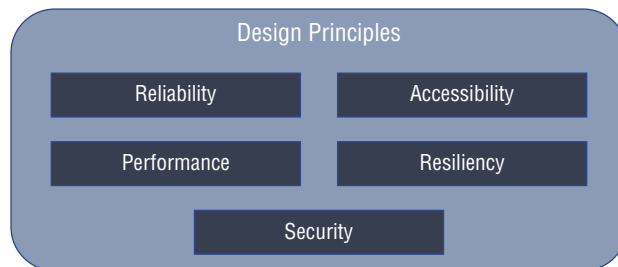 Design Principles
Reliability
Accessibility
Performance
Resiliency
Security